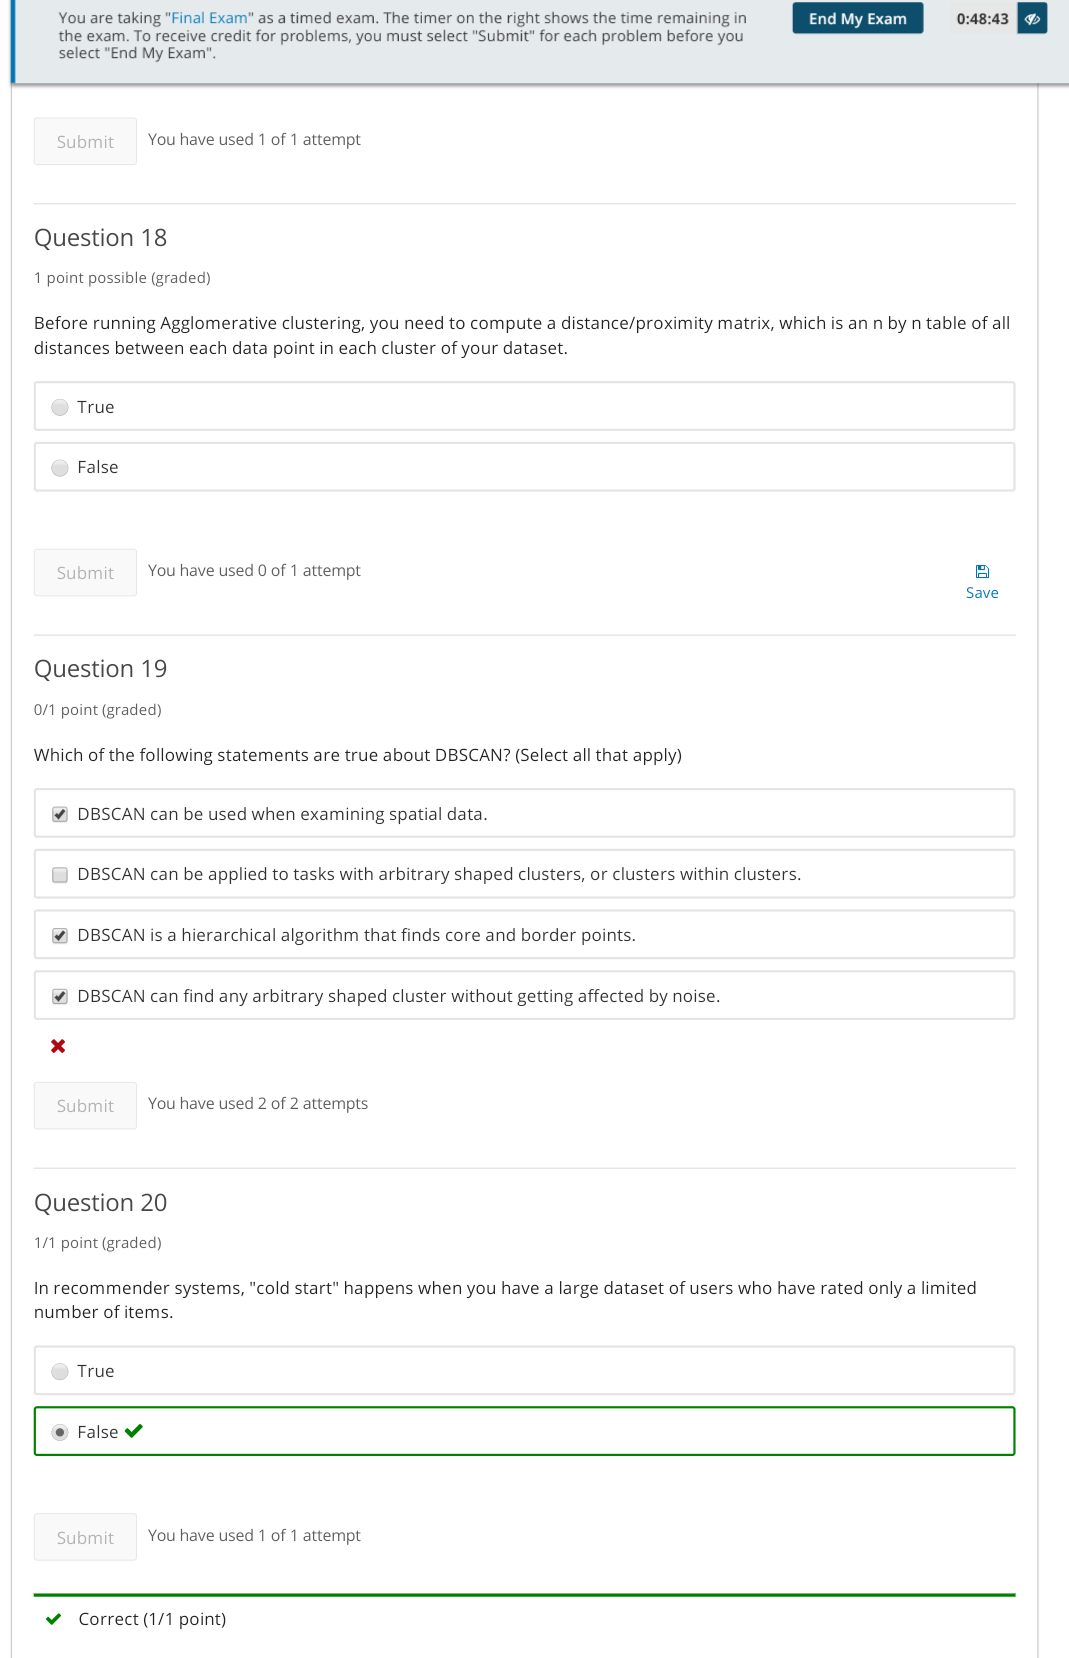 You are taking "Final Exam" as a timed exam. The timer on the right shows the time remaining in
the exam. To receive credit for problems, you must select "Submit" for each problem before you
select "End My Exam".
End My Exam
0:48:43
Submit
You have used 1 of 1 attempt
Question 18
1 point possible (graded)
Before running Agglomerative clustering, you need to compute a distance/proximity matrix, which is an n by n table of all
distances between each data point in each cluster of your dataset.
True
False
Submit
You have used 0 of 1 attempt
Save
Question 19
0/1 point (graded)
Which of the following statements are true about DBSCAN? (Select all that apply)
DBSCAN can be used when examining spatial data.
DBSCAN can be applied to tasks with arbitrary shaped clusters, or clusters within clusters.
DBSCAN is a hierarchical algorithm that finds core and border points.
DBSCAN can find any arbitrary shaped cluster without getting affected by noise.
Submit
You have used 2 of 2 attempts
Question 20
1/1 point (graded)
In recommender systems, "cold start" happens when you have a large dataset of users who have rated only a limited
number of items.
True
False
Submit
You have used 1 of 1 attempt
Correct (1/1 point)